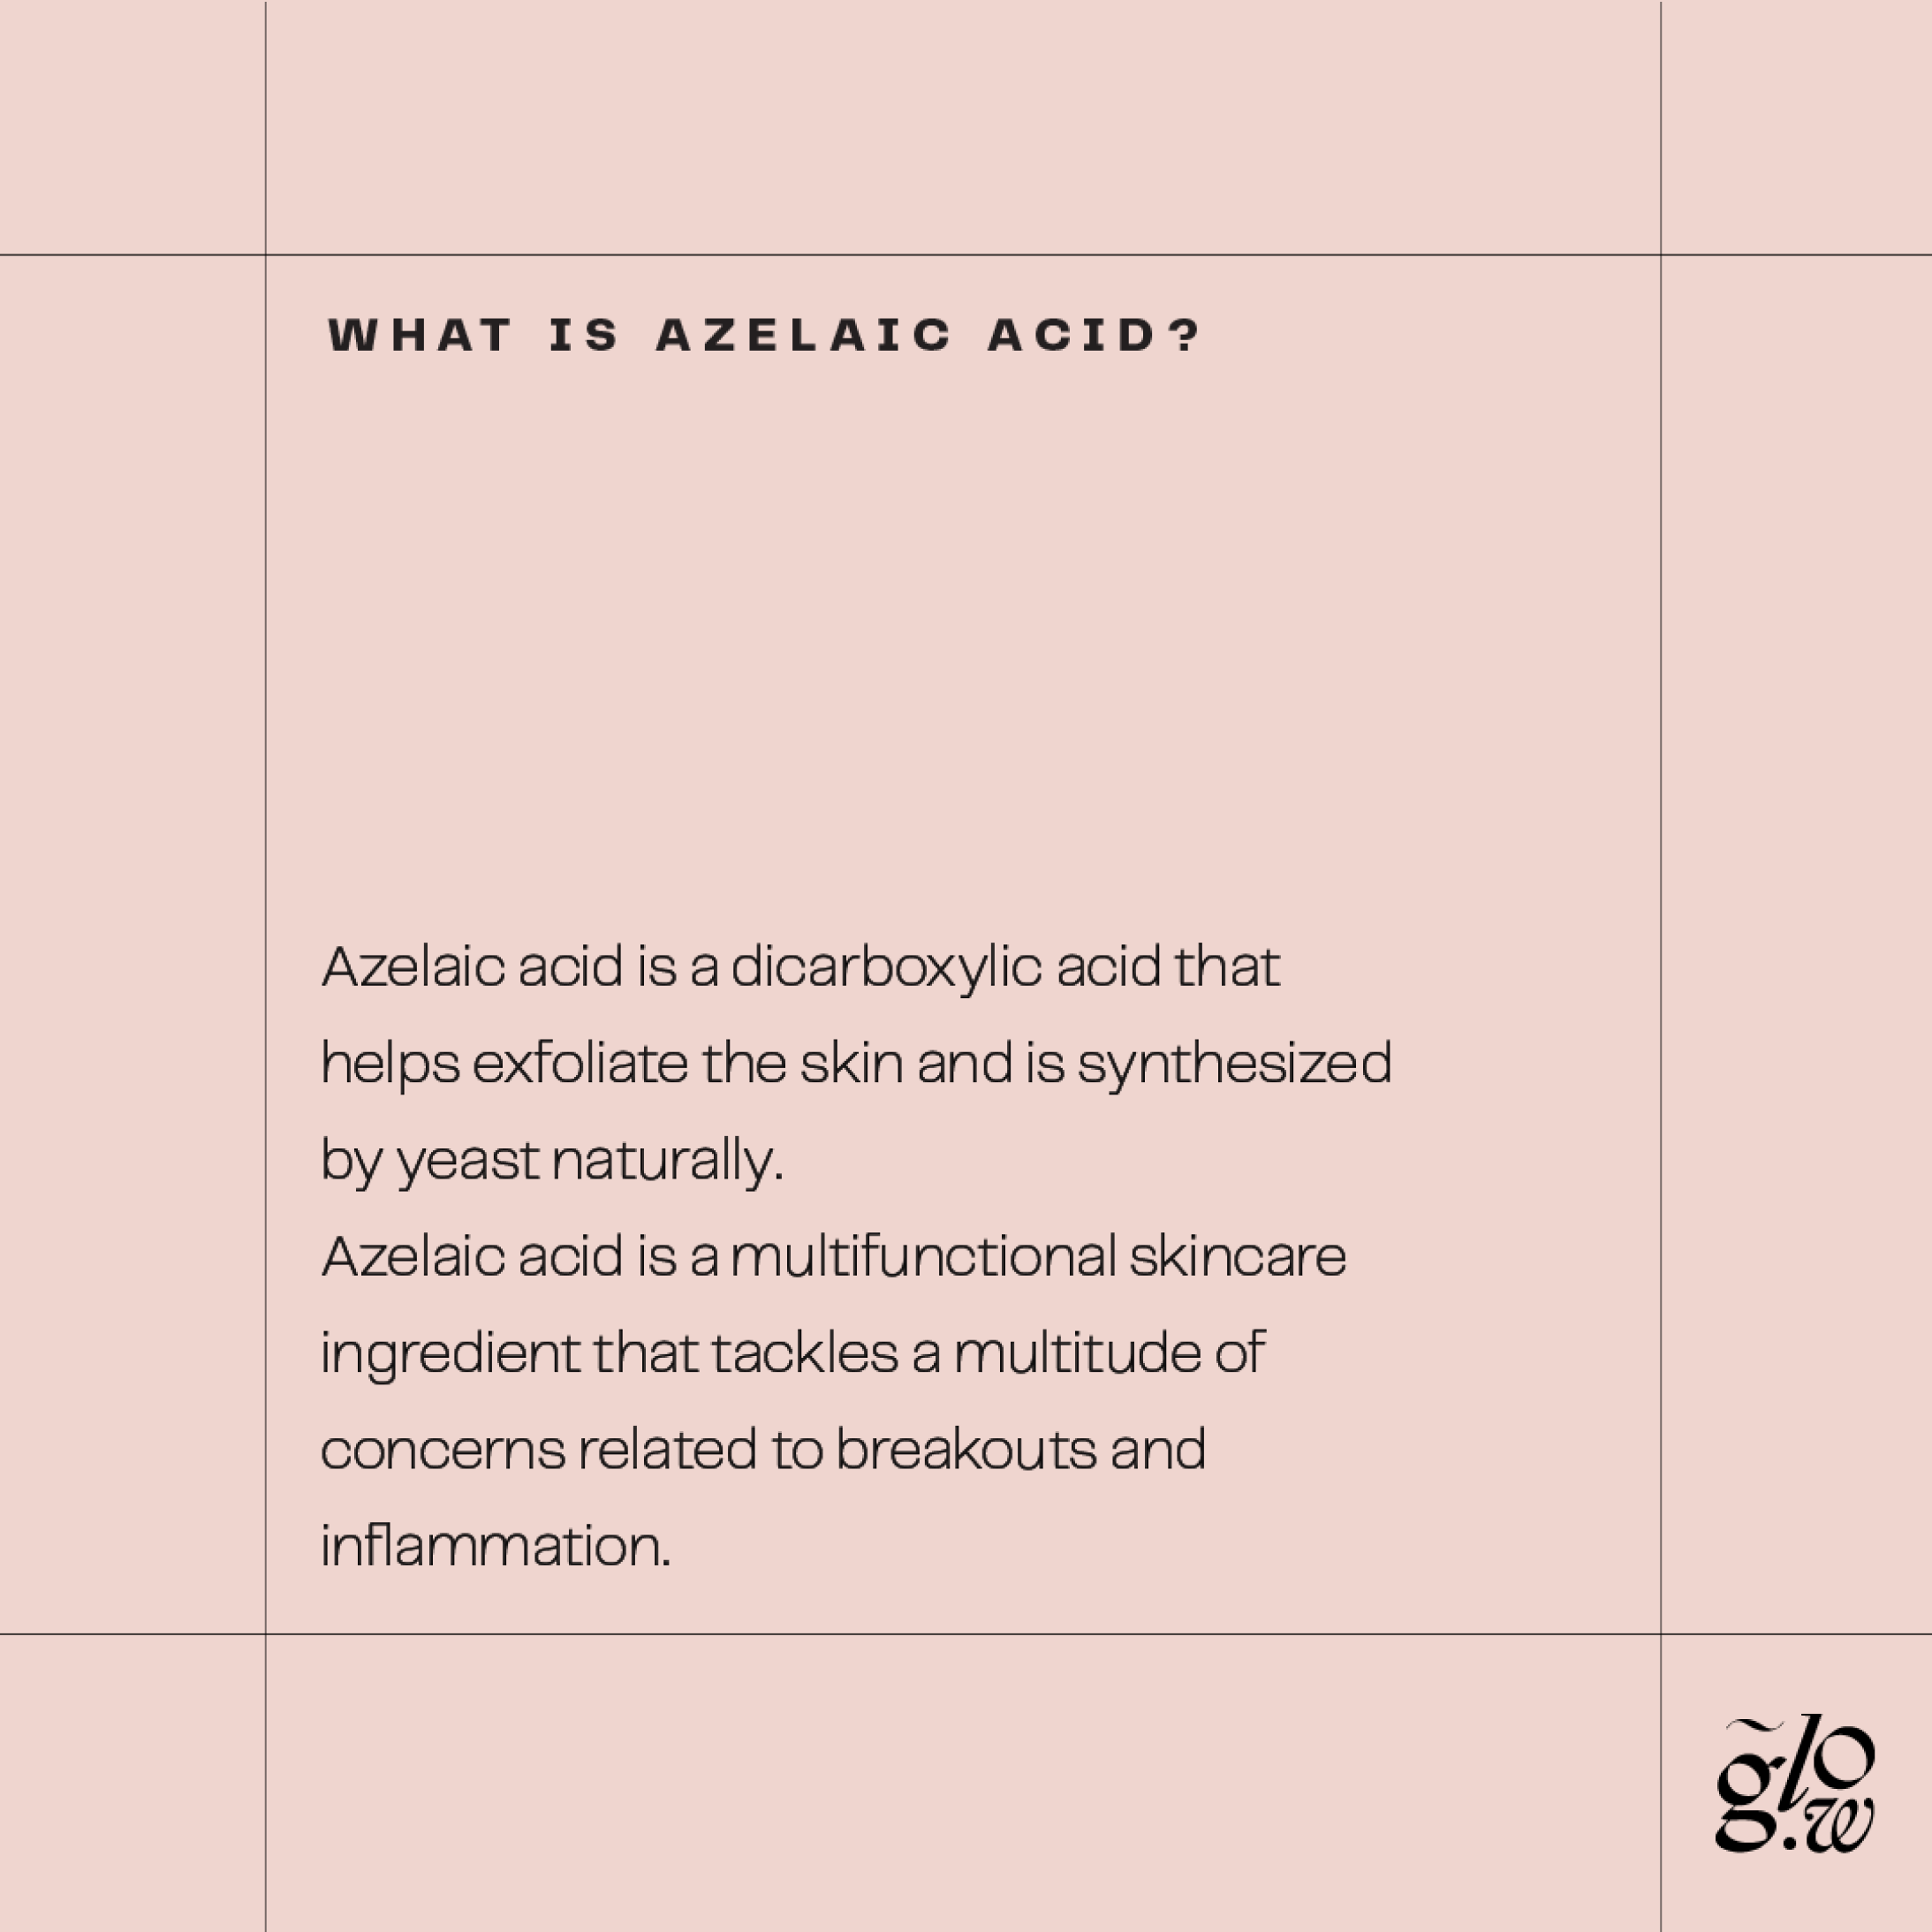 WHAT IS AZELAIC ACID?
Azelaic acid is a dicarboxylic acid that
helps exfoliate the skin and is synthesized
by yeast naturally.
Azelaic acid is a multifunctional skincare
ingredient that tackles a multitude of
concerns related to breakouts and
inflammation.
g̃lo
.w